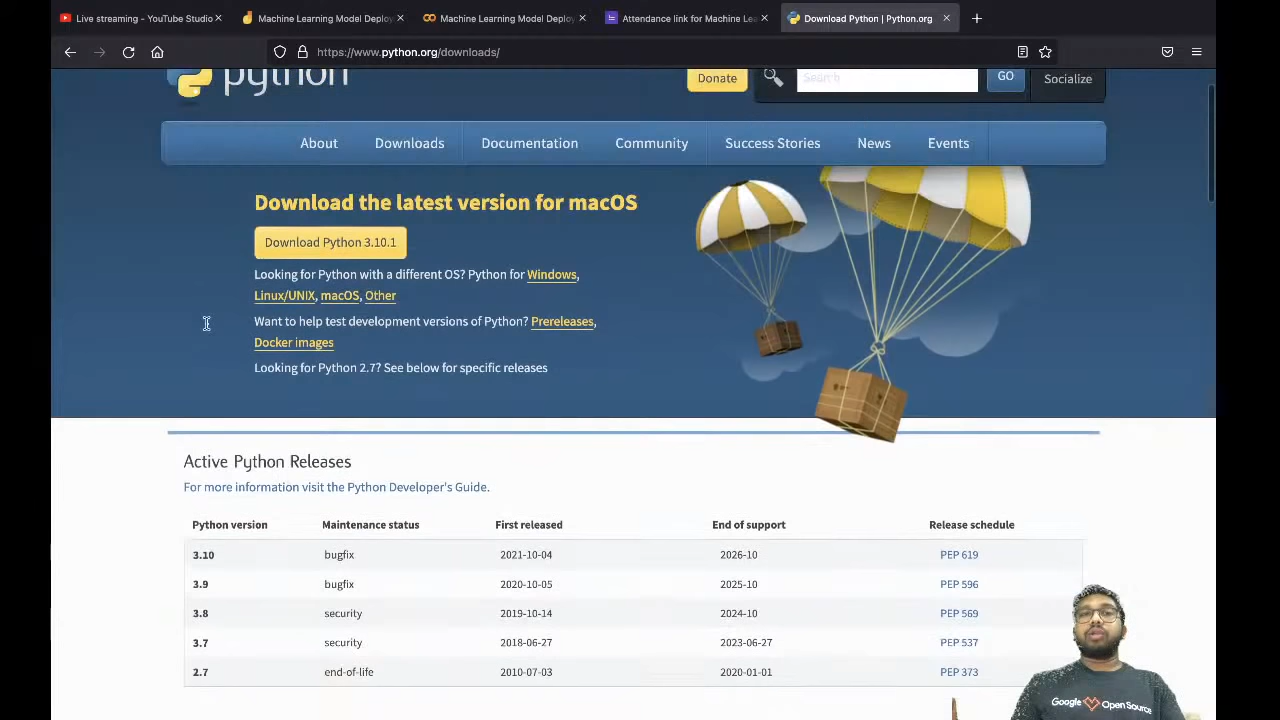 Live streaming - YouTube Studio
Machine Learning Model Deploy
Machine Learning Model Deploy
Attendance link for Machine Lea
Download Python | Python.org
https://www.python.org/downloads/
python
Donate
Search
GO
Socialize
About
Downloads
Documentation
Community
Success Stories
News
Events
Download the latest version for macOS
Download Python 3.10.1
Looking for Python with a different OS? Python for Windows,
Linux/UNIX, macOS, Other
Want to help test development versions of Python? Prereleases,
Docker images
Looking for Python 2.7? See below for specific releases
Active Python Releases
For more information visit the Python Developer's Guide.
Python version Maintenance status First released End of support Release schedule
3.10 bugfix 2021-10-04 2026-10 PEP 619
3.9 bugfix 2020-10-05 2025-10 PEP 596
3.8 security 2019-10-14 2024-10 PEP 569
3.7 security 2018-06-27 2023-06-27 PEP 537
2.7 end-of-life 2010-07-03 2020-01-01 PEP 373
Google Open Source